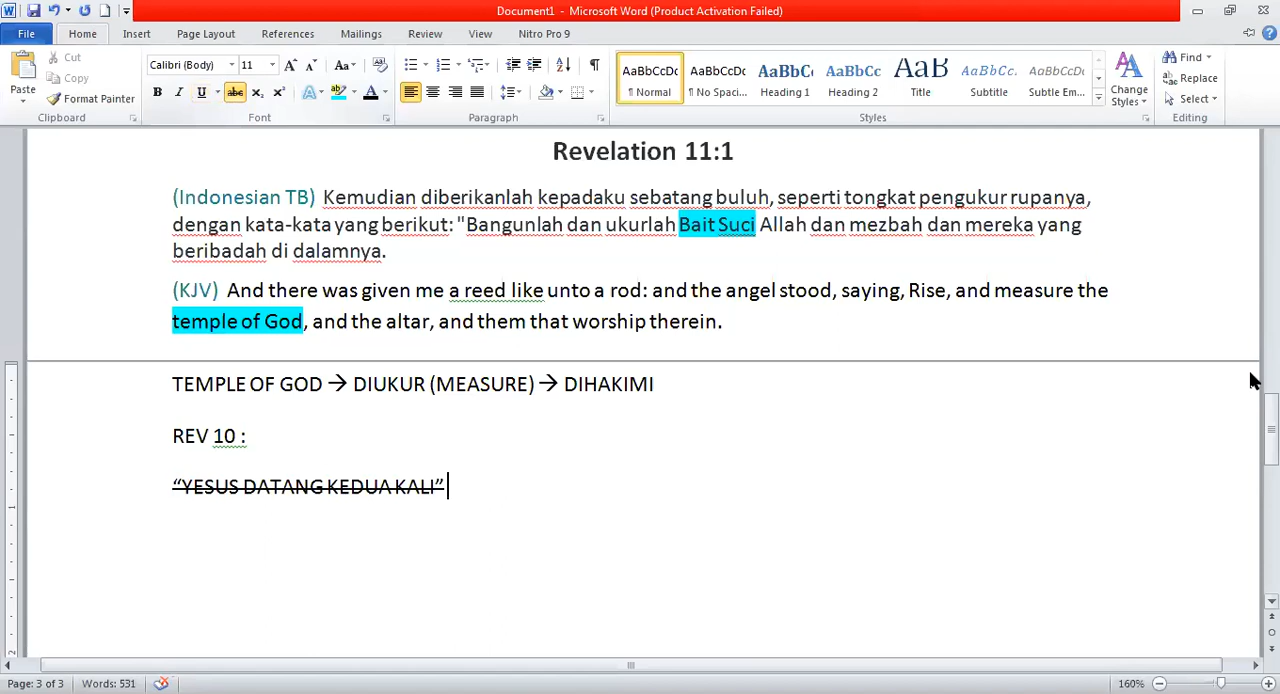 Document1 - Microsoft Word (Product Activation Failed)
File Home Insert Page Layout References Mailings Review View Nitro Pro 9
Paste
Cut
Copy
Format Painter
Clipboard
Calibri (Body) 11
Aa
B I U abc x₂ x² A ab A
Font
Paragraph
AaBbCcDc AaBbCcDc AaBbC AaBbCc AaB AaBbCc. AaBbCcDc
¶ Normal ¶ No Spaci... Heading 1 Heading 2 Title Subtitle Subtle Em...
Styles
Change Styles
Find
Replace
Select
Editing
Revelation 11:1
(Indonesian TB) Kemudian diberikanlah kepadaku sebatang buluh, seperti tongkat pengukur rupanya,
dengan kata-kata yang berikut: "Bangunlah dan ukurlah Bait Suci Allah dan mezbah dan mereka yang
beribadah di dalamnya.
(KJV) And there was given me a reed like unto a rod: and the angel stood, saying, Rise, and measure the
temple of God, and the altar, and them that worship therein.
TEMPLE OF GOD → DIUKUR (MEASURE) → DIHAKIMI
REV 10 :
“YESUS DATANG KEDUA KALI”
Page: 3 of 3 Words: 531 160%